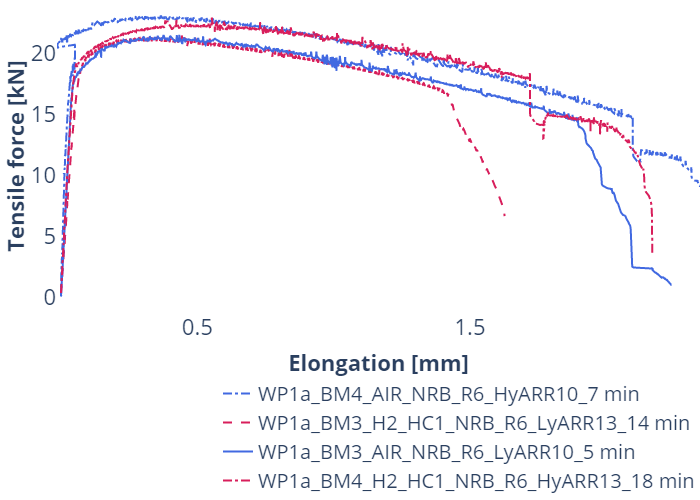 Tensile force [kN]
20
15
10
5
0
0.5 1.5
Elongation [mm]
WP1a_BM4_AIR_NRB_R6_HyARR10_7 min
WP1a_BM3_H2_HC1_NRB_R6_LyARR13_14 min
WP1a_BM3_AIR_NRB_R6_LyARR10_5 min
WP1a_BM4_H2_HC1_NRB_R6_HyARR13_18 min